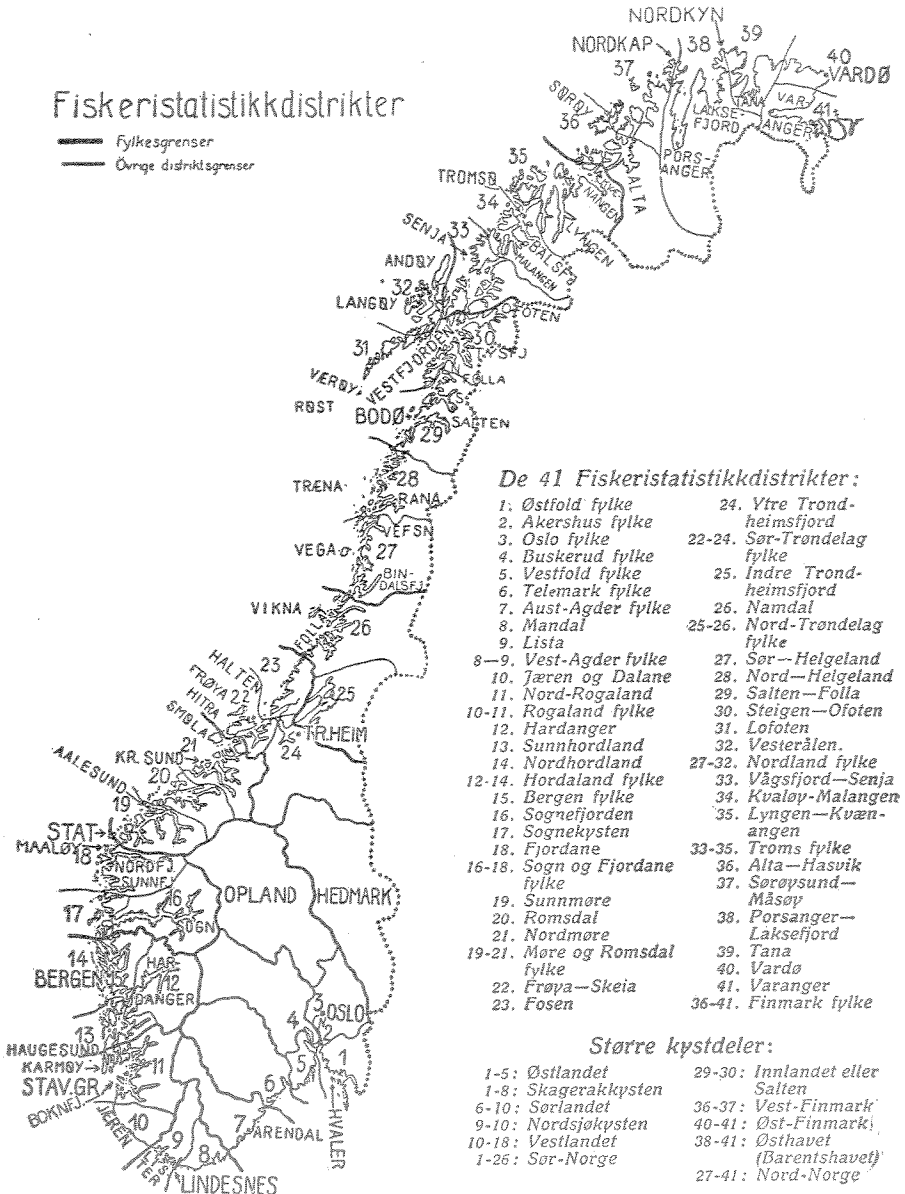 Fiskeristatistikkdistrikter
Fylkesgrenser
Övrige distriktsgrenser
NORDKYN
39
NORDKAP
38
40
VARDØ
37
SØRØY
36
LAKSE-
FJORD
TANA
VAR-
ANGER
41
PORS-
ANGER
ALTA
KVÆ-
NANGEN
35
TROMSØ
34
LYNGEN
33
SENJA
BALSFJ
MALANGEN
ANDØY
32
LANGØY
OFOTEN
31
30
TYSFJ
VESTFJORDEN
N
FOLLA
VÆRØY
RØST
S
BODØ
SALTEN
29
28
TRÆNA
RANA
VEFSN
VEGA
27
BIN-
DALSFJ
VIKNA
26
FOLLA
23
HALTEN
FRØYA
22
HITRA
SMØLA
25
TR.HEIM
24
21
KR. SUND
20
AALESUND
19
STAT
MAALØY
18
NORDFJ
SUNNFJ
OPLAND
HEDMARK
16
17
SOGN
14
BERGEN
15
HAR-
12
DANGER
13
HAUGESUND
KARMØY
11
STAV.GR
BOKNFJ.
JÆREN
10
9
LISTER
8
LINDESNES
7
ARENDAL
6
5
4
3
OSLO
2
1
HVALER
De 41 Fiskeristatistikkdistrikter:
1. Østfold fylke
2. Akershus fylke
3. Oslo fylke
4. Buskerud fylke
5. Vestfold fylke
6. Telemark fylke
7. Aust-Agder fylke
8. Mandal
9. Lista
8—9. Vest-Agder fylke
10. Jæren og Dalane
11. Nord-Rogaland
10-11. Rogaland fylke
12. Hardanger
13. Sunnhordland
14. Nordhordland
12-14. Hordaland fylke
15. Bergen fylke
16. Sognefjorden
17. Sognekysten
18. Fjordane
16-18. Sogn og Fjordane
fylke
19. Sunnmøre
20. Romsdal
21. Nordmøre
19-21. Møre og Romsdal
fylke
22. Frøya—Skeia
23. Fosen
24. Ytre Trond-
heimsfjord
22-24. Sør-Trøndelag
fylke
25. Indre Trond-
heimsfjord
26. Namdal
25-26. Nord-Trøndelag
fylke
27. Sør—Helgeland
28. Nord—Helgeland
29. Salten—Folla
30. Steigen—Ofoten
31. Lofoten
32. Vesterålen.
27-32. Nordland fylke
33. Vågsfjord—Senja
34. Kvaløy-Malangen
35. Lyngen—Kvæn-
angen
33-35. Troms fylke
36. Alta—Hasvik
37. Sørøysund—
Måsøy
38. Porsanger—
Laksefjord
39. Tana
40. Vardø
41. Varanger
36-41. Finmark fylke
Større kystdeler:
1-5: Østlandet
1-8: Skagerakkysten
6-10: Sørlandet
9-10: Nordsjøkysten
10-18: Vestlandet
1-26: Sør-Norge
29-30: Innlandet eller
Salten
36-37: Vest-Finmark
40-41: Øst-Finmark
38-41: Østhavet
(Barentshavet)
27-41: Nord-Norge